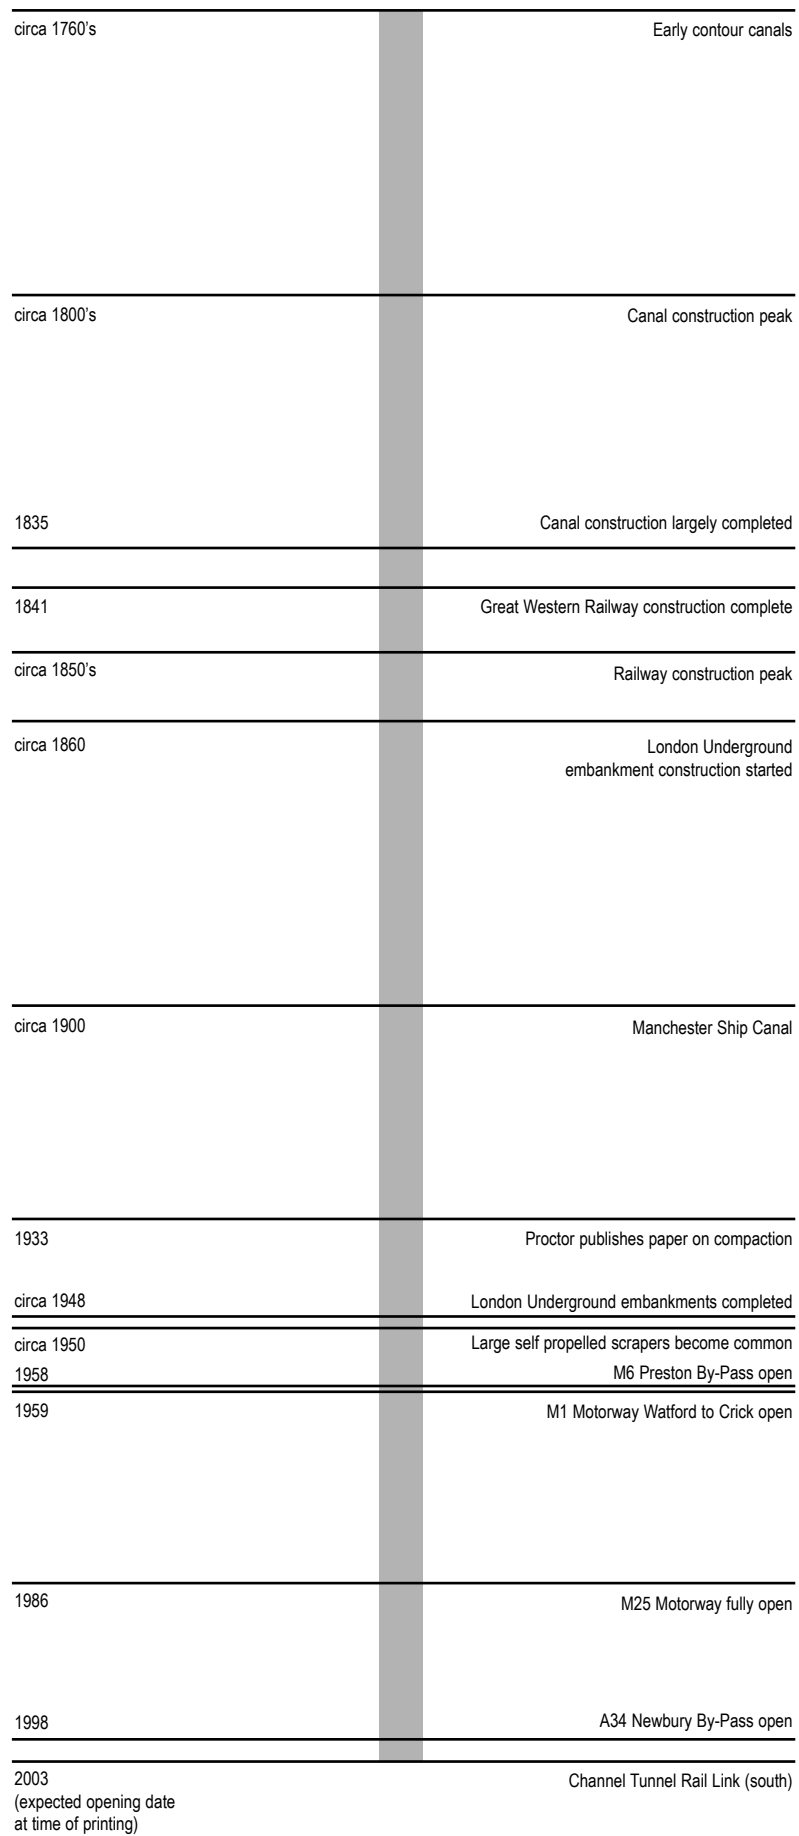 circa 1760’s Early contour canals
circa 1800’s Canal construction peak
1835 Canal construction largely completed
1841 Great Western Railway construction complete
circa 1850’s Railway construction peak
circa 1860 London Underground
embankment construction started
circa 1900 Manchester Ship Canal
1933 Proctor publishes paper on compaction
circa 1948 London Underground embankments completed
circa 1950 Large self propelled scrapers become common
1958 M6 Preston By-Pass open
1959 M1 Motorway Watford to Crick open
1986 M25 Motorway fully open
1998 A34 Newbury By-Pass open
2003 Channel Tunnel Rail Link (south)
(expected opening date
at time of printing)